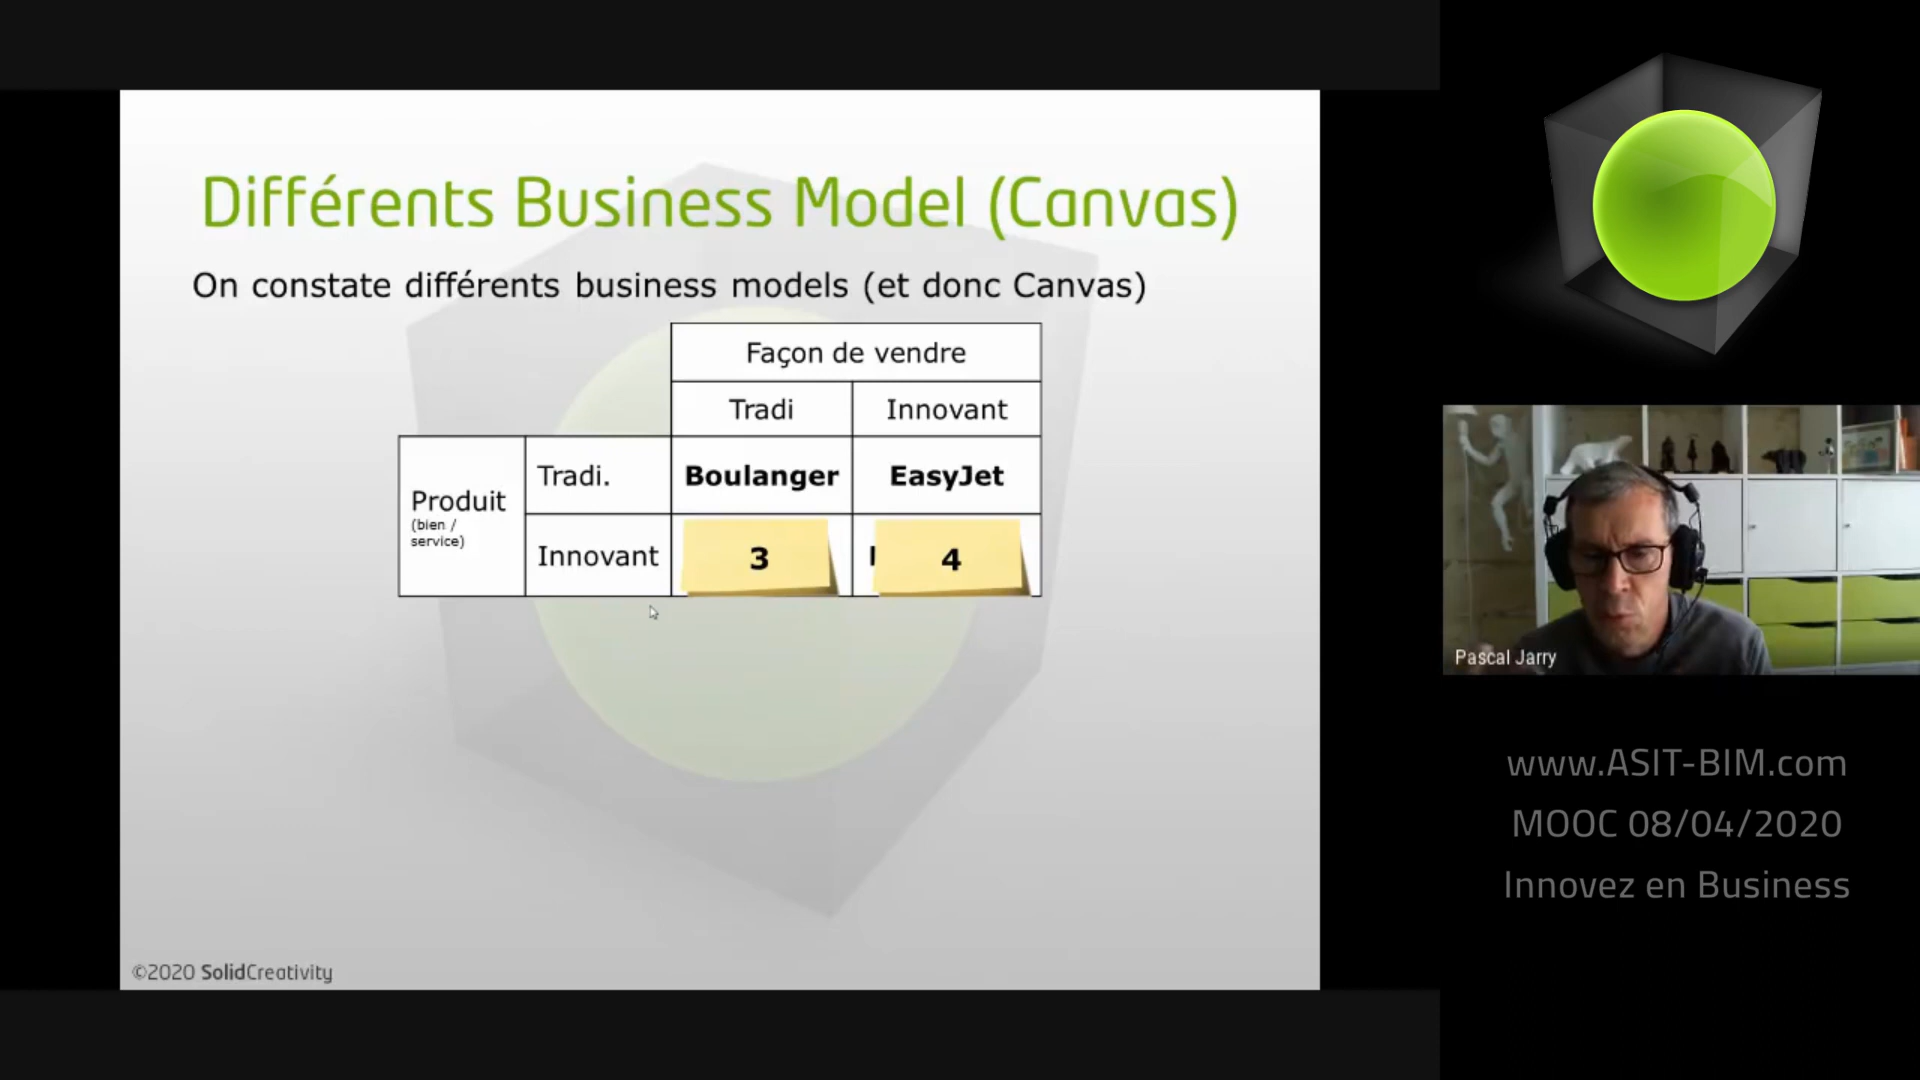 Différents Business Model (Canvas)
On constate différents business models (et donc Canvas)
Façon de vendre
Tradi Innovant
Produit
(bien /
service)
Tradi. Boulanger EasyJet
Innovant 3 4
©2020 SolidCreativity
Pascal Jarry
www.ASIT-BIM.com
MOOC 08/04/2020
Innovez en Business